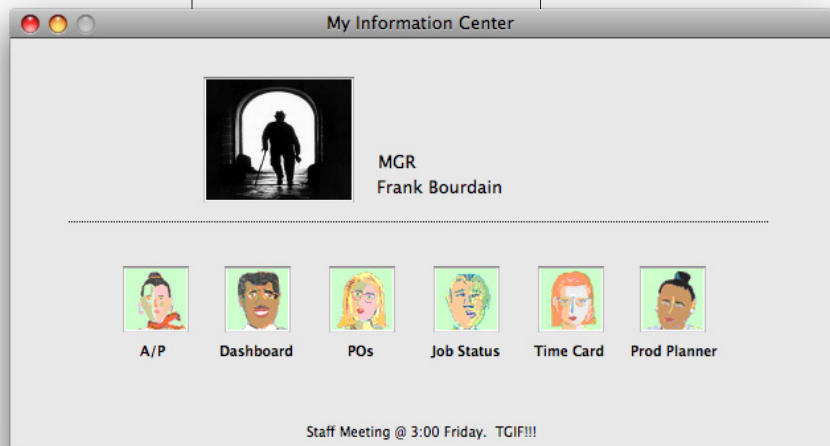 My Information Center
MGR
Frank Bourdain
A/P Dashboard POs Job Status Time Card Prod Planner
Staff Meeting @ 3:00 Friday. TGIF!!!